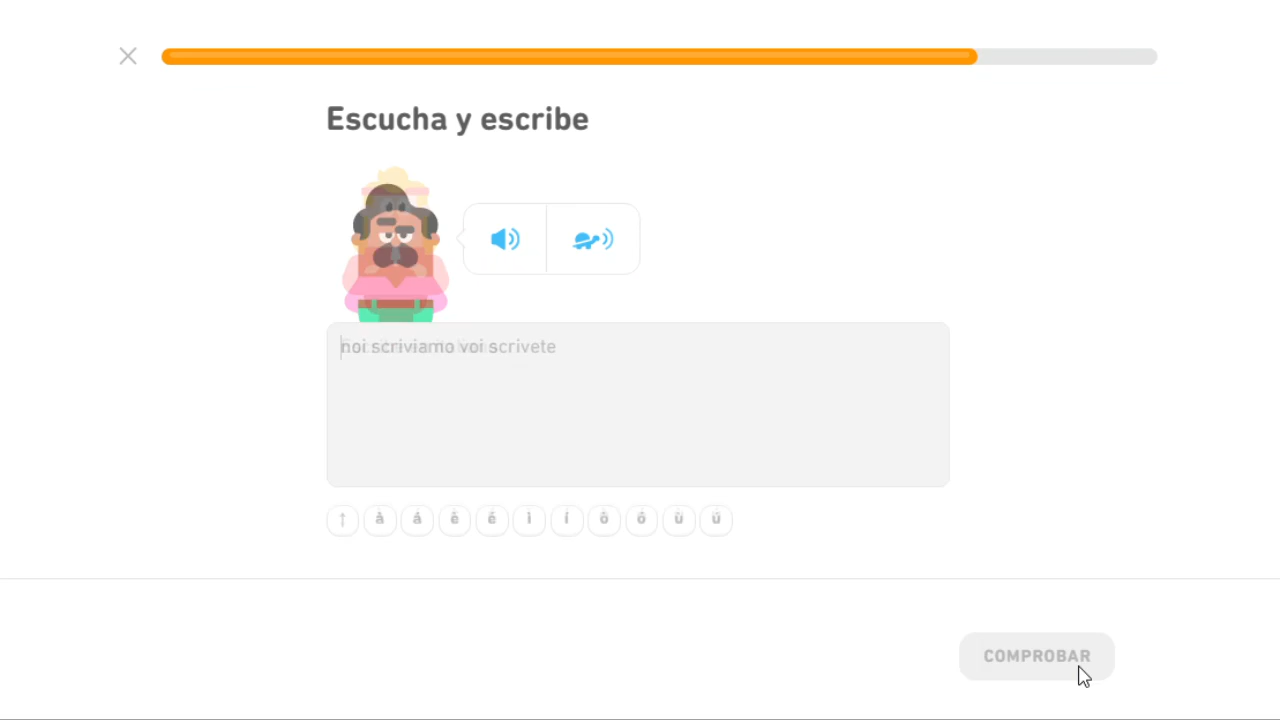 Escucha y escribe
noi scriviamo voi scrivete
↑ à á è é ì í ò ó ù ú
COMPROBAR